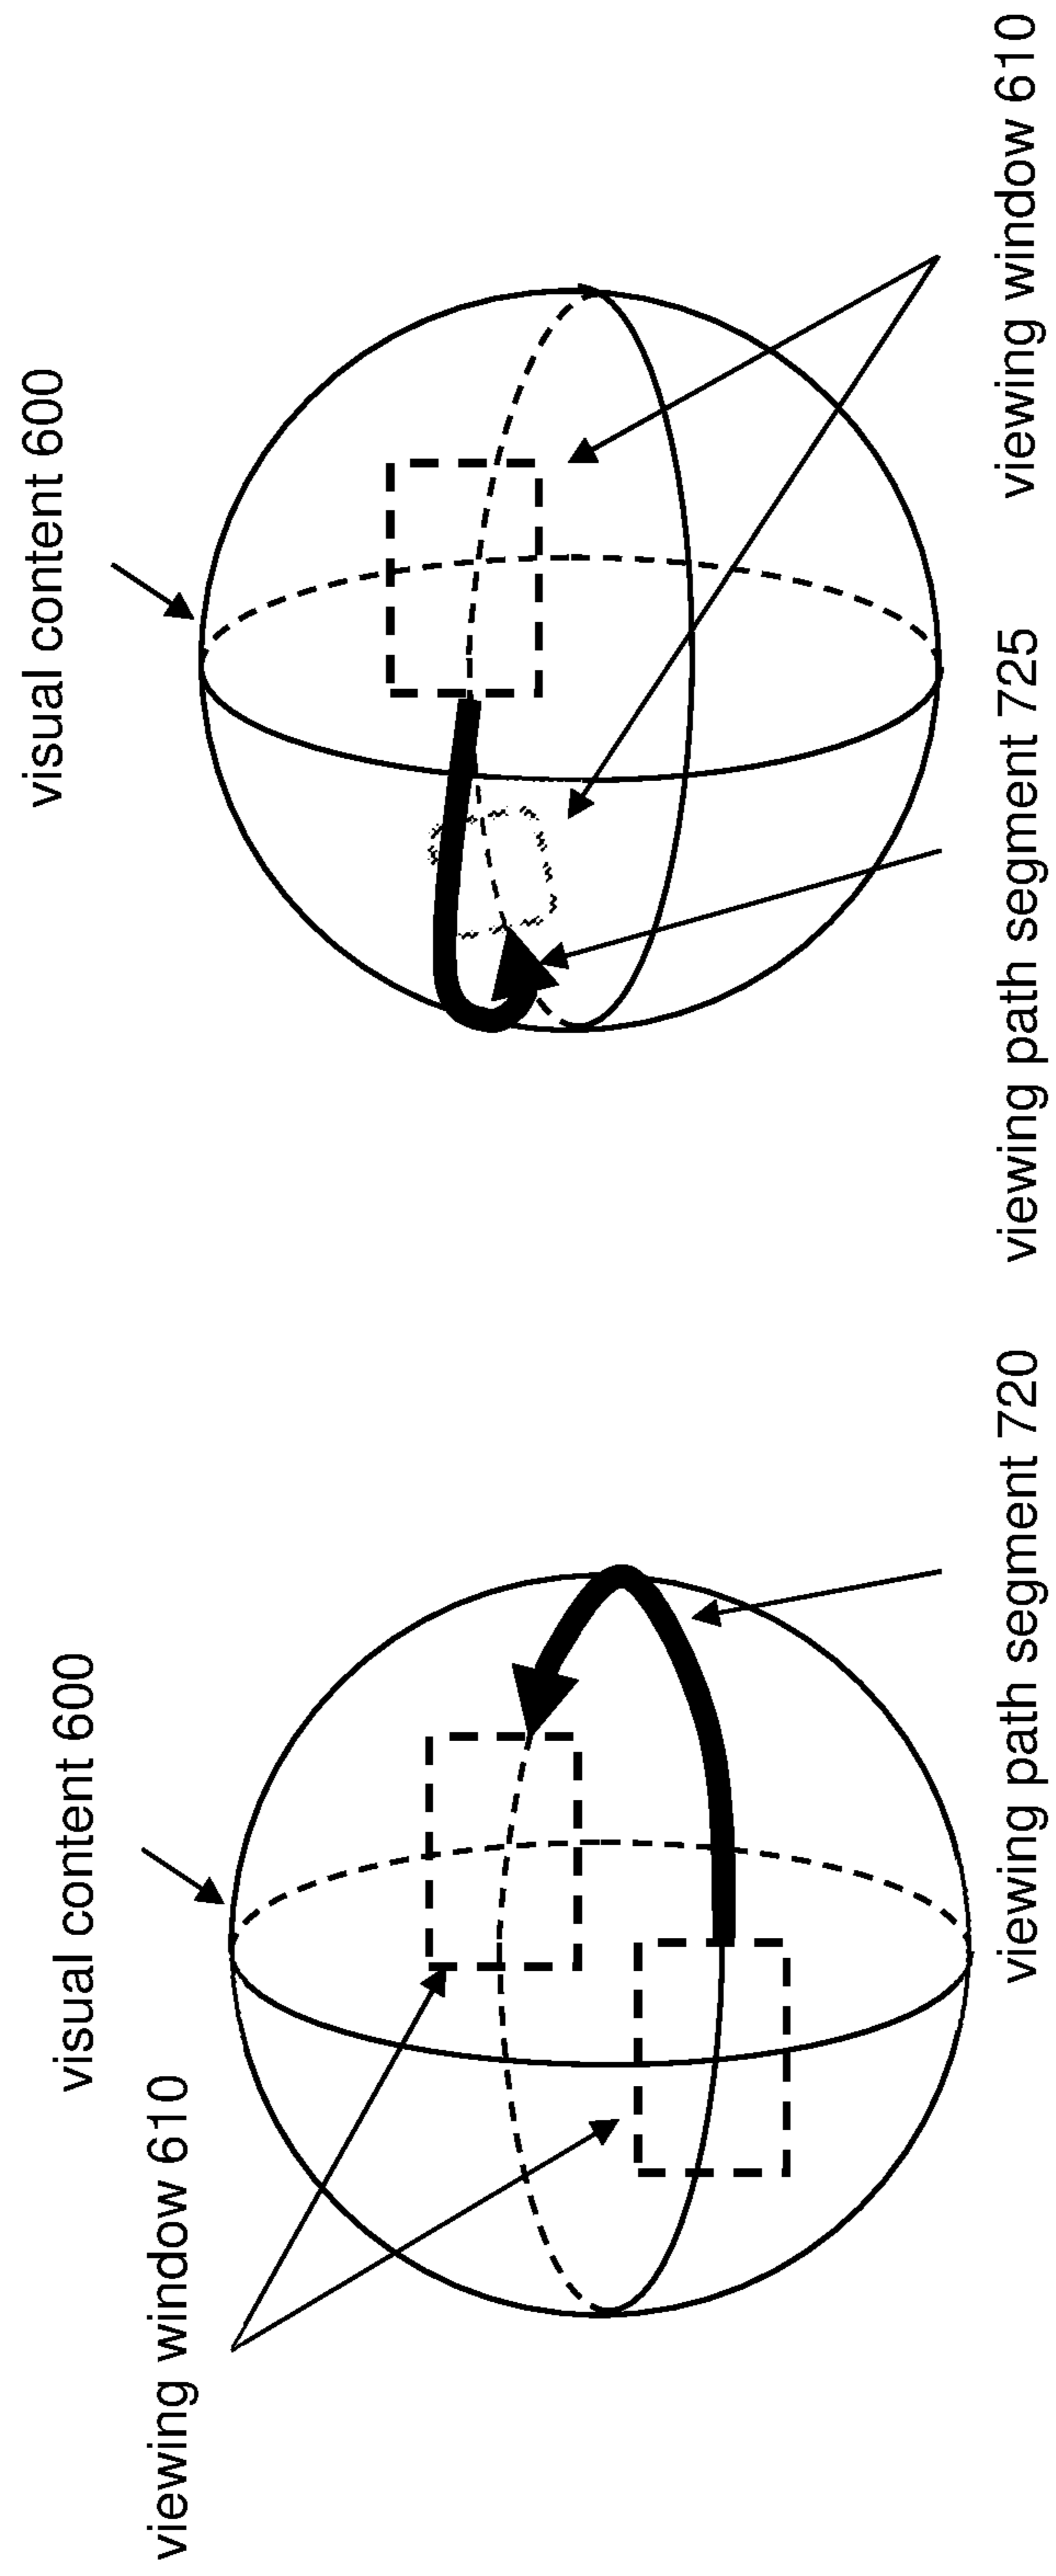 visual content 600
viewing window 610
viewing path segment 720
visual content 600
viewing path segment 725
viewing window 610